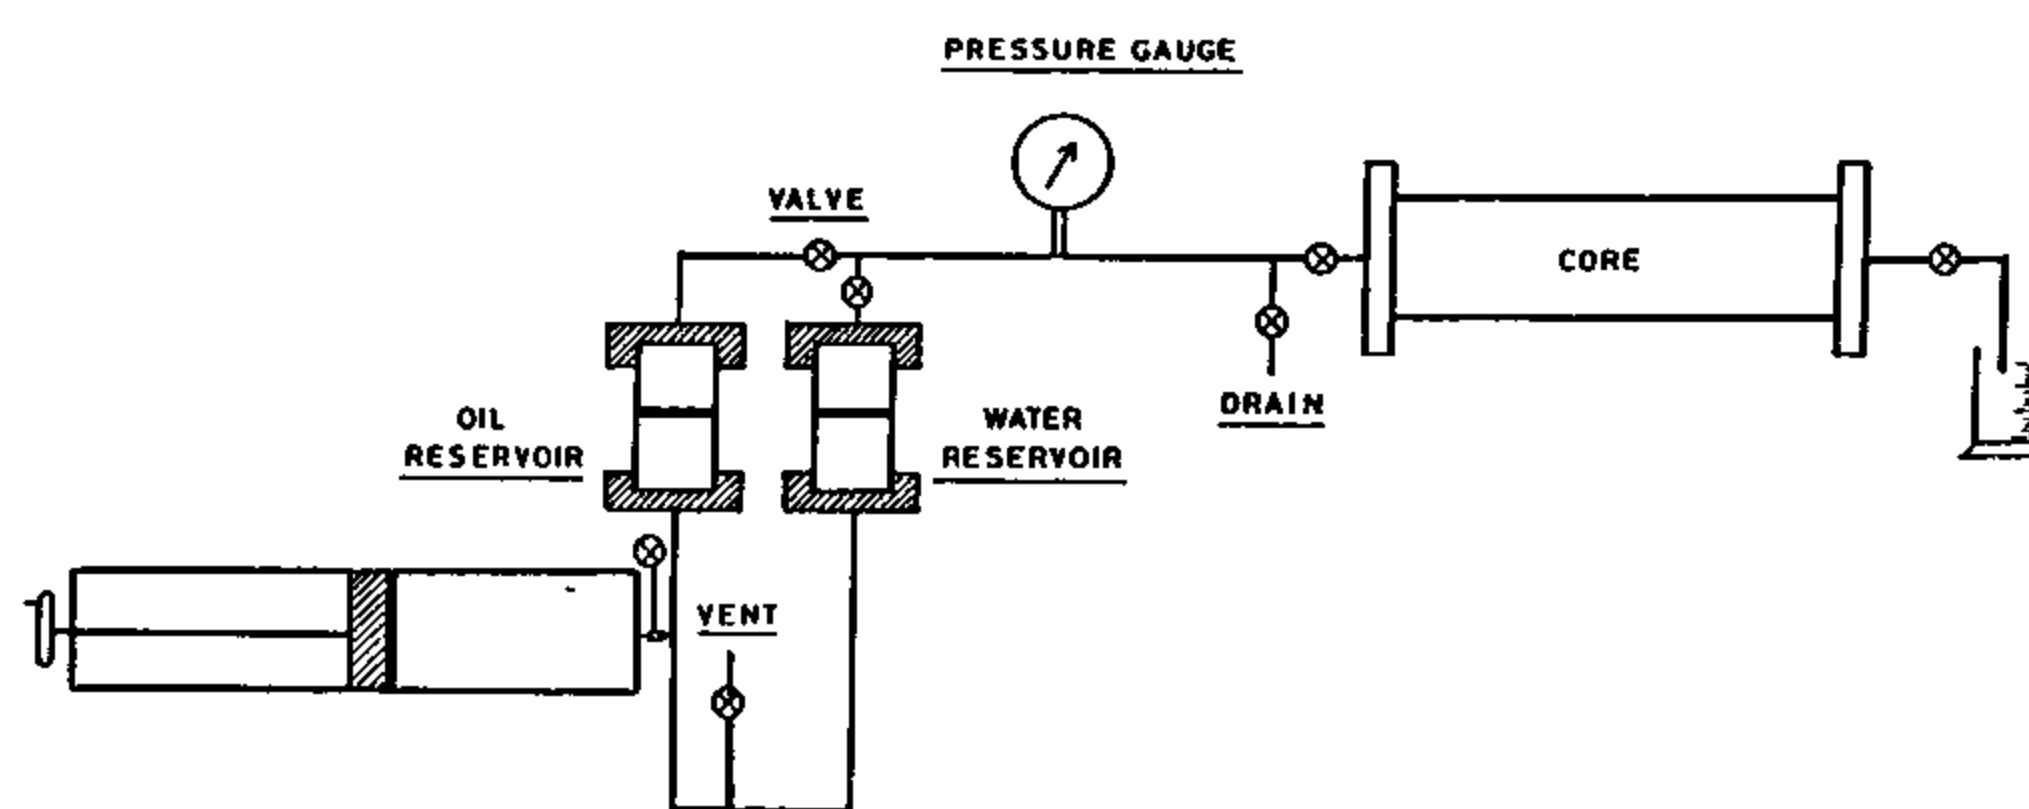 PRESSURE GAUGE
VALVE
CORE
DRAIN
OIL
RESERVOIR
WATER
RESERVOIR
VENT